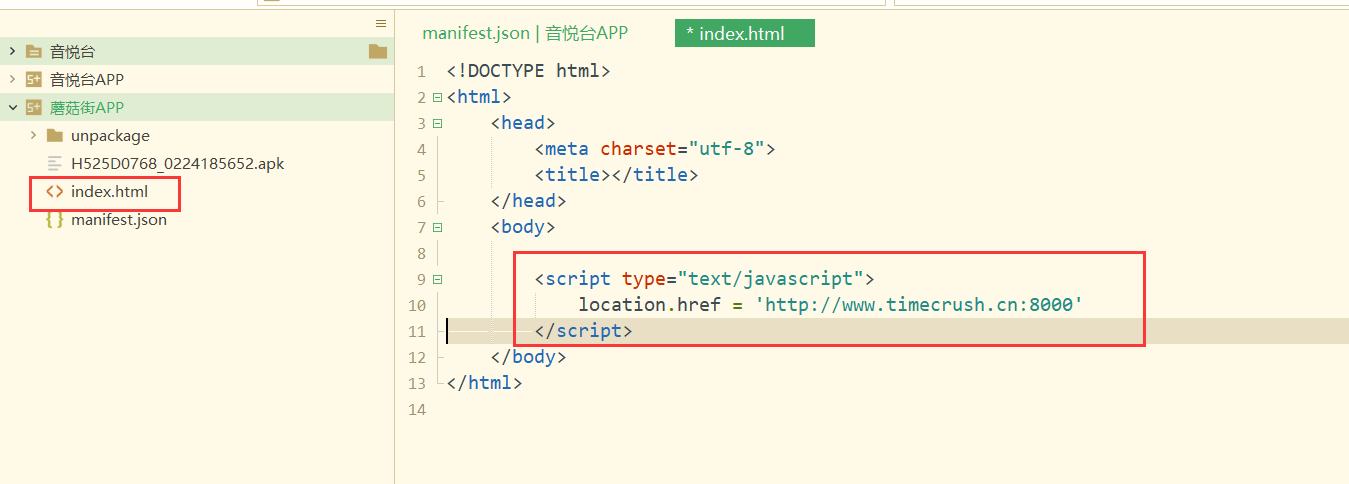 音悦台
音悦台APP
蘑菇街APP
unpackage
H525D0768_0224185652.apk
index.html
manifest.json
manifest.json | 音悦台APP
* index.html
1 <!DOCTYPE html>
2 <html>
3 <head>
4 <meta charset="utf-8">
5 <title></title>
6 </head>
7 <body>
8
9 <script type="text/javascript">
10 location.href = 'http://www.timecrush.cn:8000'
11 </script>
12 </body>
13 </html>
14